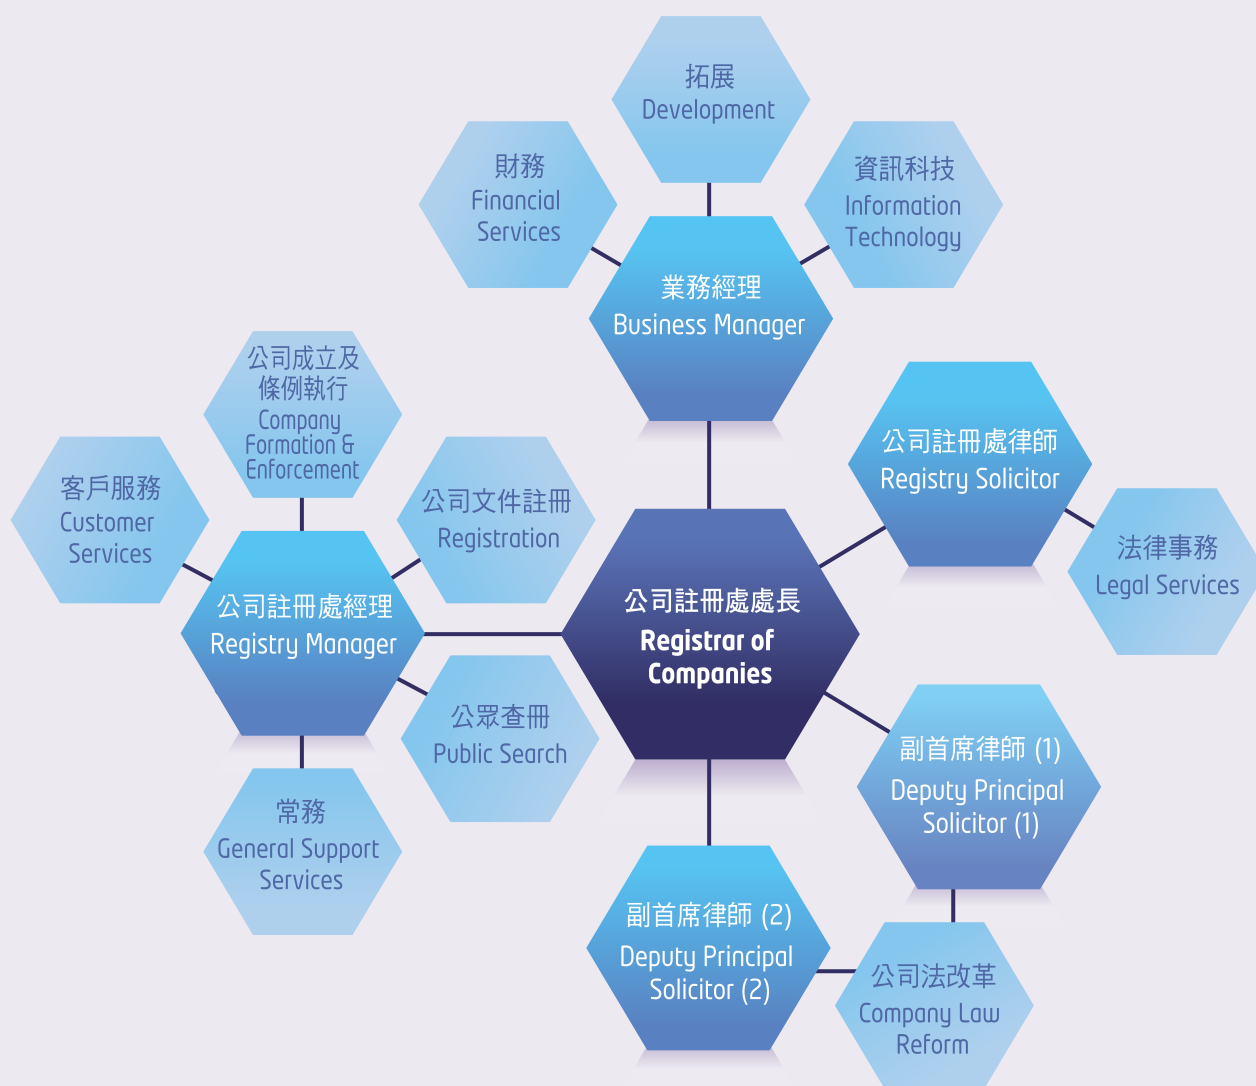 拓展
Development
財務
Financial
Services
資訊科技
Information
Technology
業務經理
Business Manager
公司成立及
條例執行
Company
Formation &
Enforcement
公司註冊處律師
Registry Solicitor
客戶服務
Customer
Services
公司文件註冊
Registration
法律事務
Legal Services
公司註冊處經理
Registry Manager
公司註冊處處長
Registrar of
Companies
公眾查冊
Public Search
副首席律師 (1)
Deputy Principal
Solicitor (1)
常務
General Support
Services
副首席律師 (2)
Deputy Principal
Solicitor (2)
公司法改革
Company Law
Reform